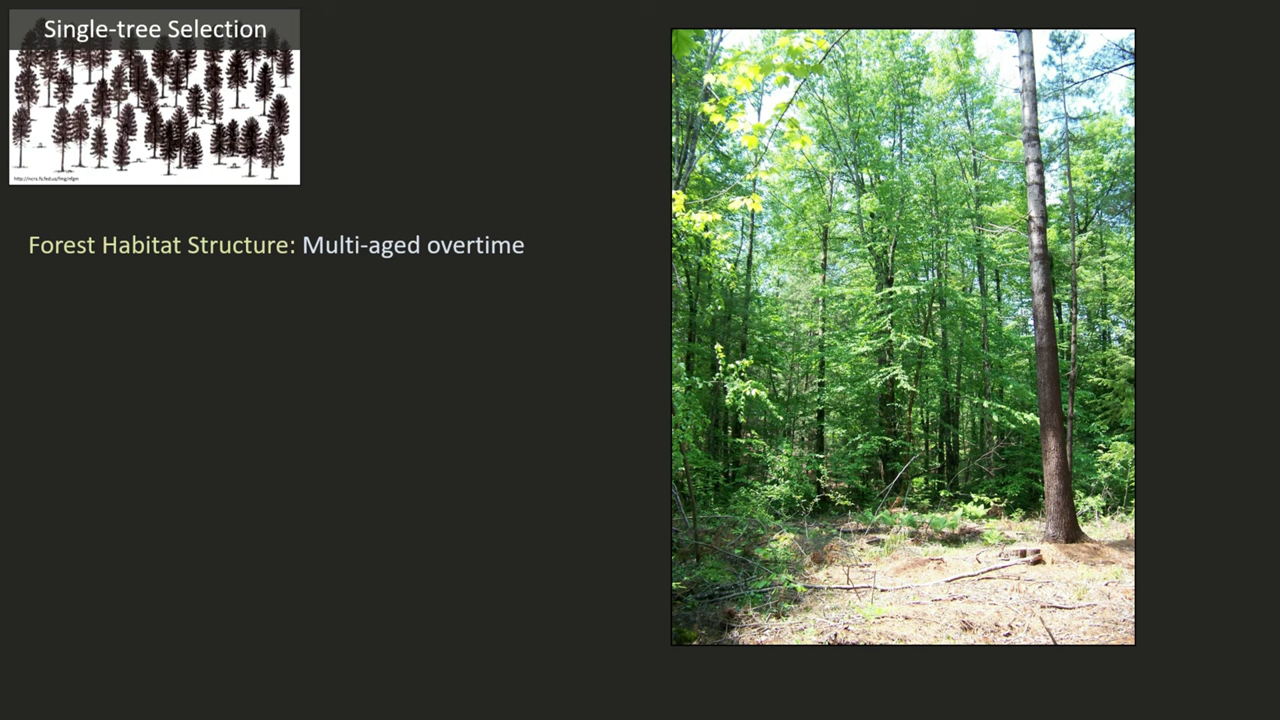 Single-tree Selection
Forest Habitat Structure: Multi-aged overtime